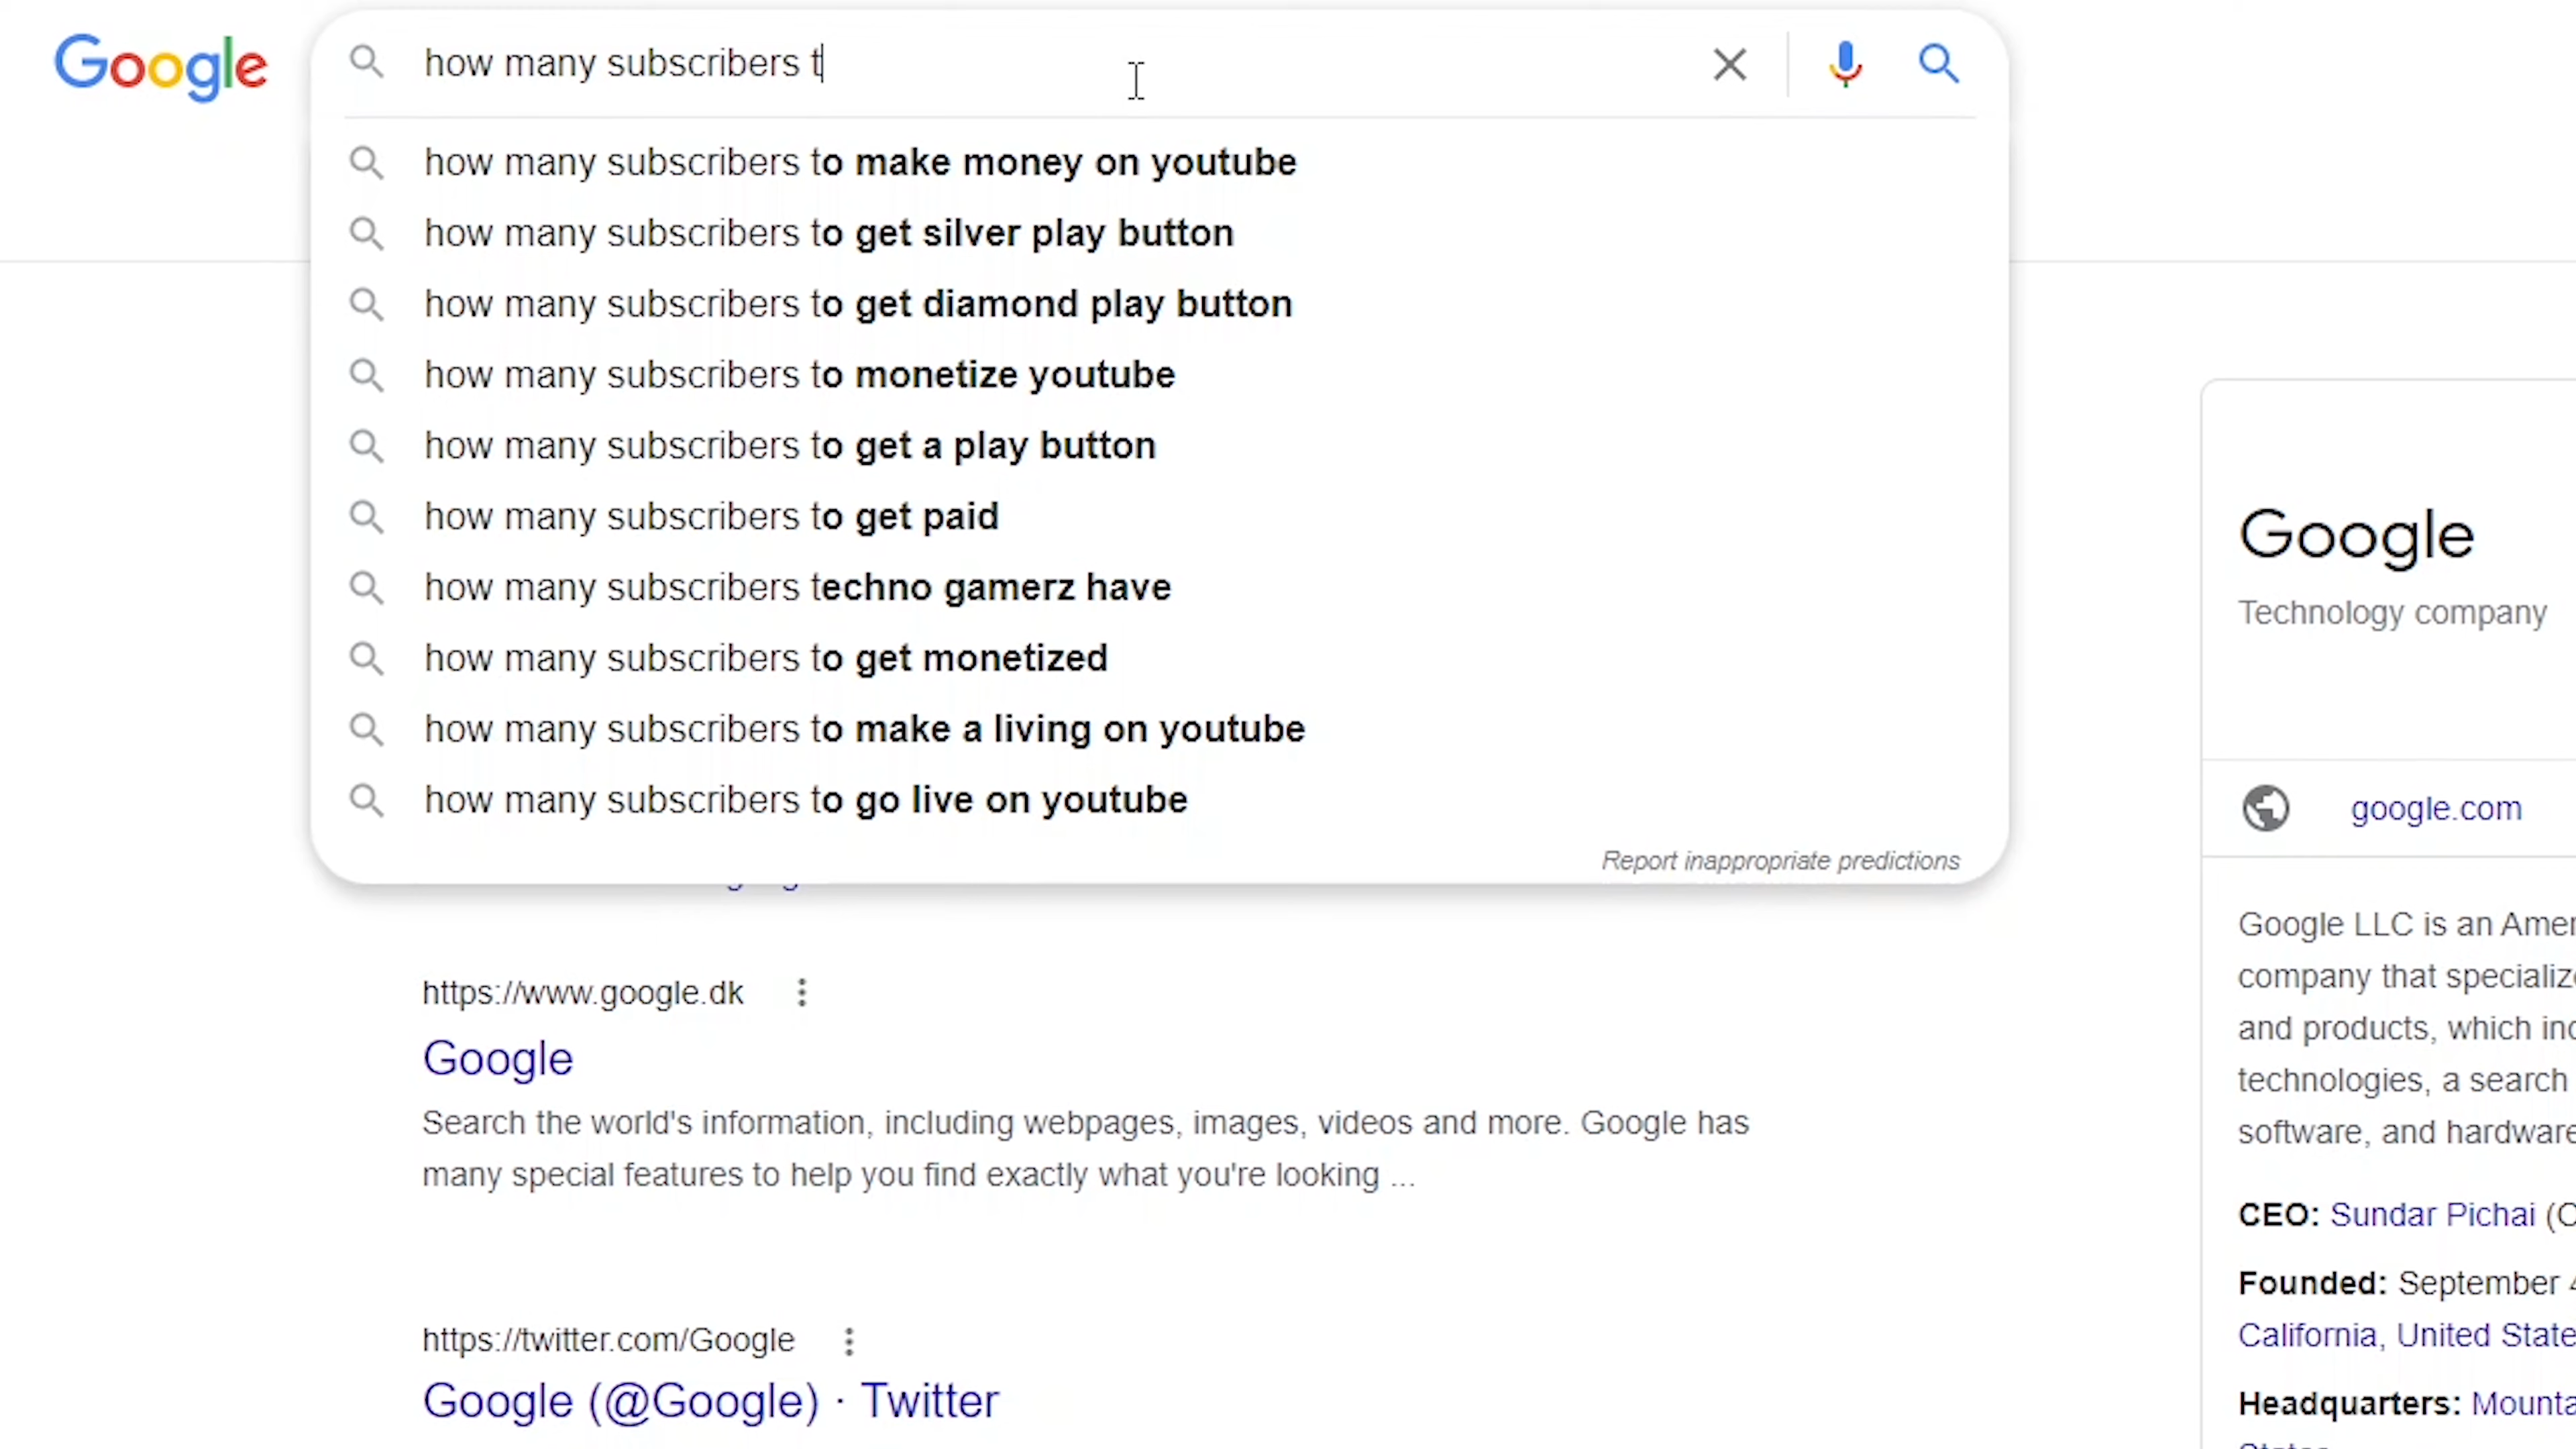 Google
how many subscribers t
how many subscribers to make money on youtube
how many subscribers to get silver play button
how many subscribers to get diamond play button
how many subscribers to monetize youtube
how many subscribers to get a play button
how many subscribers to get paid
how many subscribers techno gamerz have
how many subscribers to get monetized
how many subscribers to make a living on youtube
how many subscribers to go live on youtube
Report inappropriate predictions
https://www.google.dk
Google
Search the world's information, including webpages, images, videos and more. Google has
many special features to help you find exactly what you're looking ...
https://twitter.com/Google
Google (@Google) · Twitter
Google
Technology company
google.com
Google LLC is an Amer
company that specialize
and products, which inc
technologies, a search
software, and hardware
CEO: Sundar Pichai (O
Founded: September 4
California, United State
Headquarters: Mounta